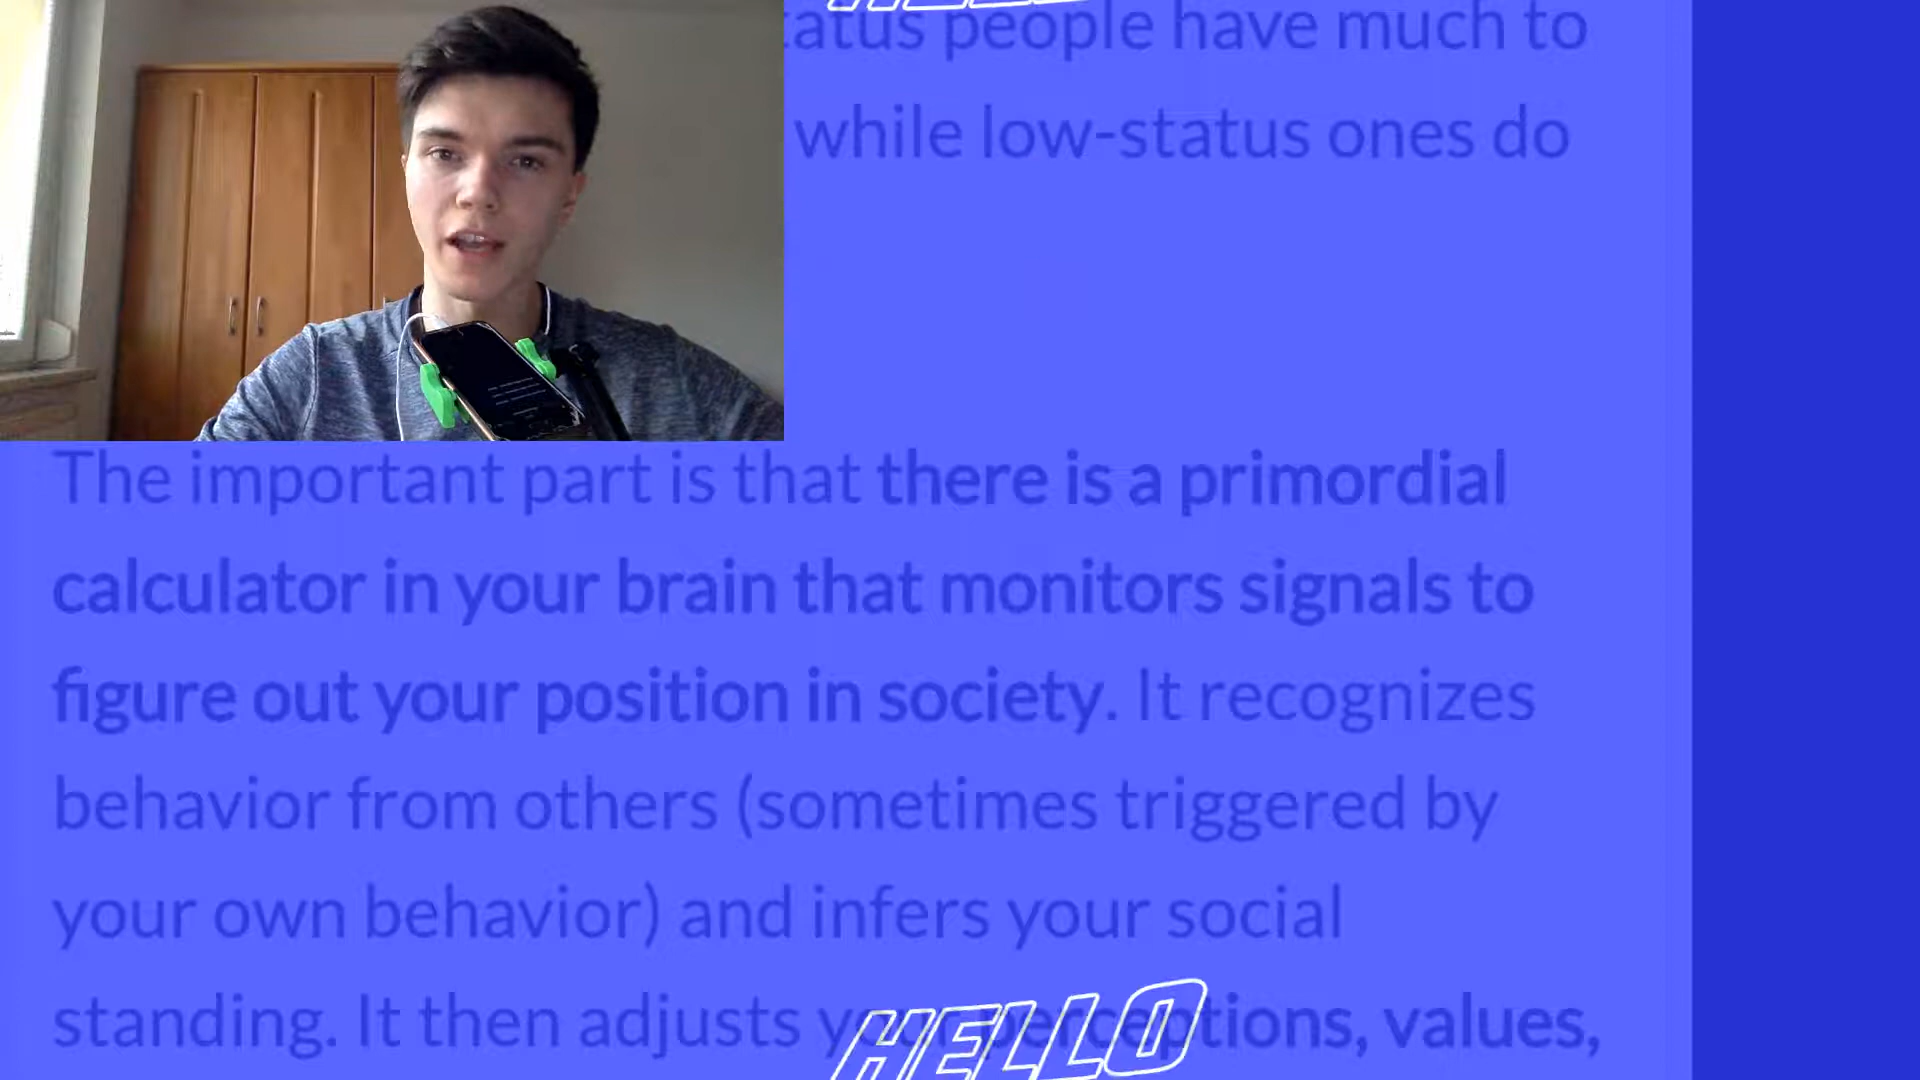 people have much to
while low-status ones do
The important part is that there is a primordial
calculator in your brain that monitors signals to
figure out your position in society. It recognizes
behavior from others (sometimes triggered by
your own behavior) and infers your social
standing. It then adjusts your perceptions, values,
HELLO